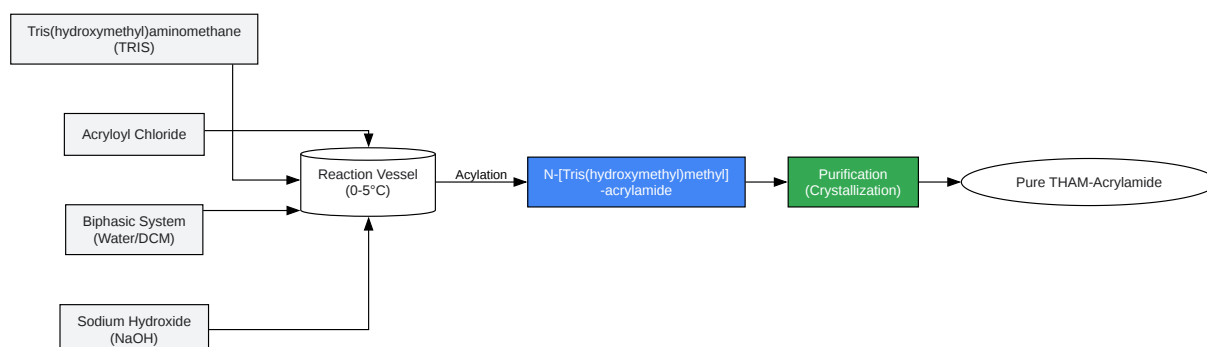 Tris(hydroxymethyl)aminomethane
(TRIS)
Acryloyl Chloride
Biphasic System
(Water/DCM)
Sodium Hydroxide
(NaOH)
Reaction Vessel
(0-5°C)
Acylation
N-[Tris(hydroxymethyl)methyl]
-acrylamide
Purification
(Crystallization)
Pure THAM-Acrylamide